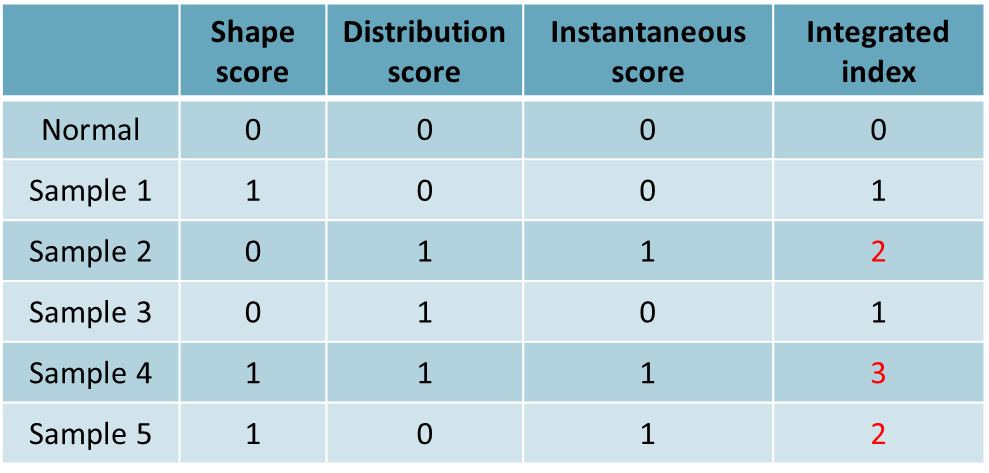 Shape score Distribution score Instantaneous score Integrated index
Normal 0 0 0 0
Sample 1 1 0 0 1
Sample 2 0 1 1 2
Sample 3 0 1 0 1
Sample 4 1 1 1 3
Sample 5 1 0 1 2